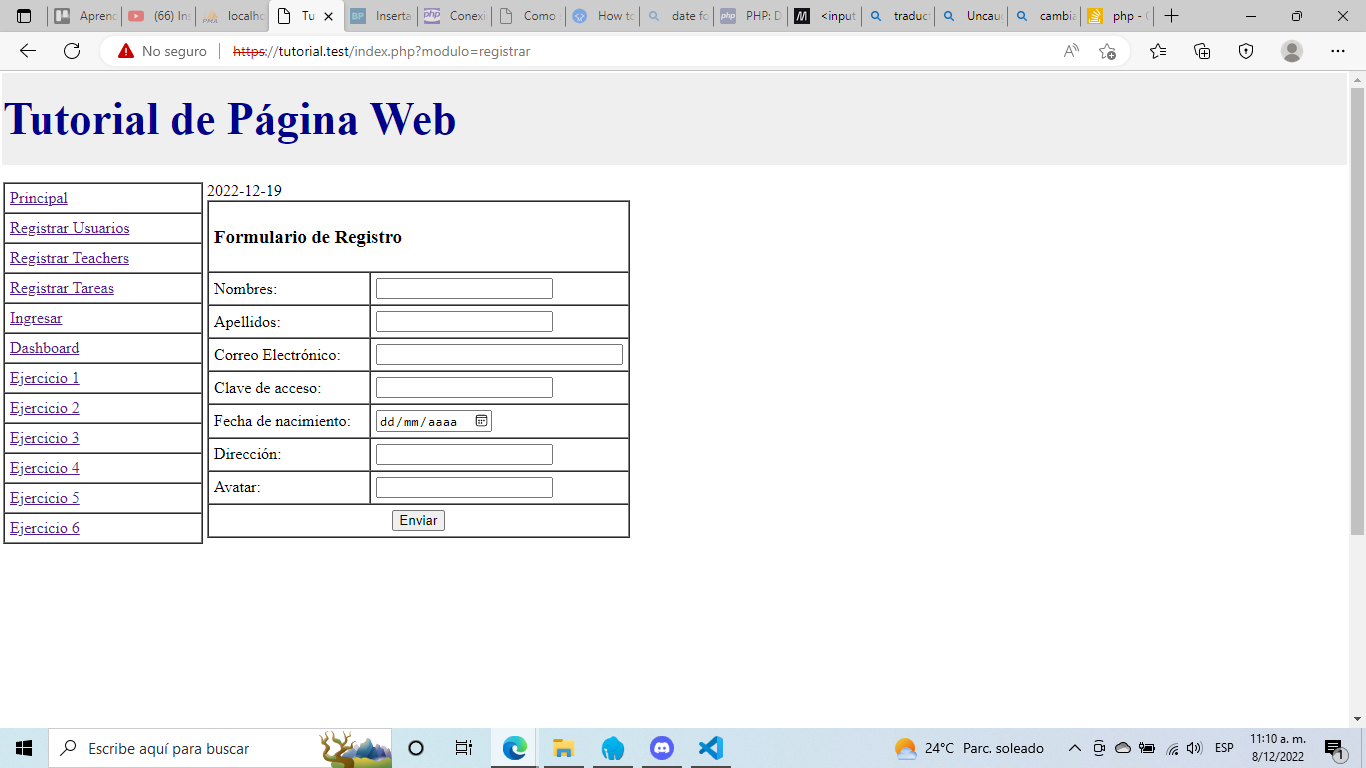 Aprend
(66) Ins
localho
Tu
Inserta
Conexi
Como
How to
date fo
PHP: D
<input
traduct
Uncau
cambia
php - C
No seguro
https://tutorial.test/index.php?modulo=registrar
Tutorial de Página Web
Principal
Registrar Usuarios
Registrar Teachers
Registrar Tareas
Ingresar
Dashboard
Ejercicio 1
Ejercicio 2
Ejercicio 3
Ejercicio 4
Ejercicio 5
Ejercicio 6
2022-12-19
Formulario de Registro
Nombres:
Apellidos:
Correo Electrónico:
Clave de acceso:
Fecha de nacimiento: dd/mm/aaaa
Dirección:
Avatar:
Enviar
Escribe aquí para buscar
24°C Parc. soleado
ESP
11:10 a. m.
8/12/2022
1